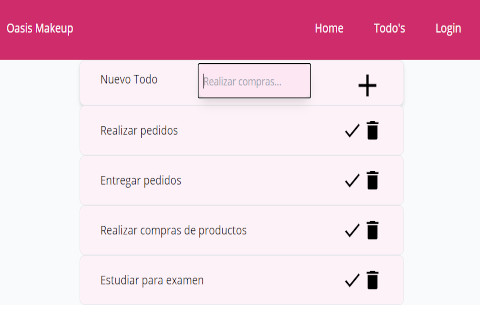 Oasis Makeup Home Todo's Login
Nuevo Todo Realizar compras...
Realizar pedidos
Entregar pedidos
Realizar compras de productos
Estudiar para examen